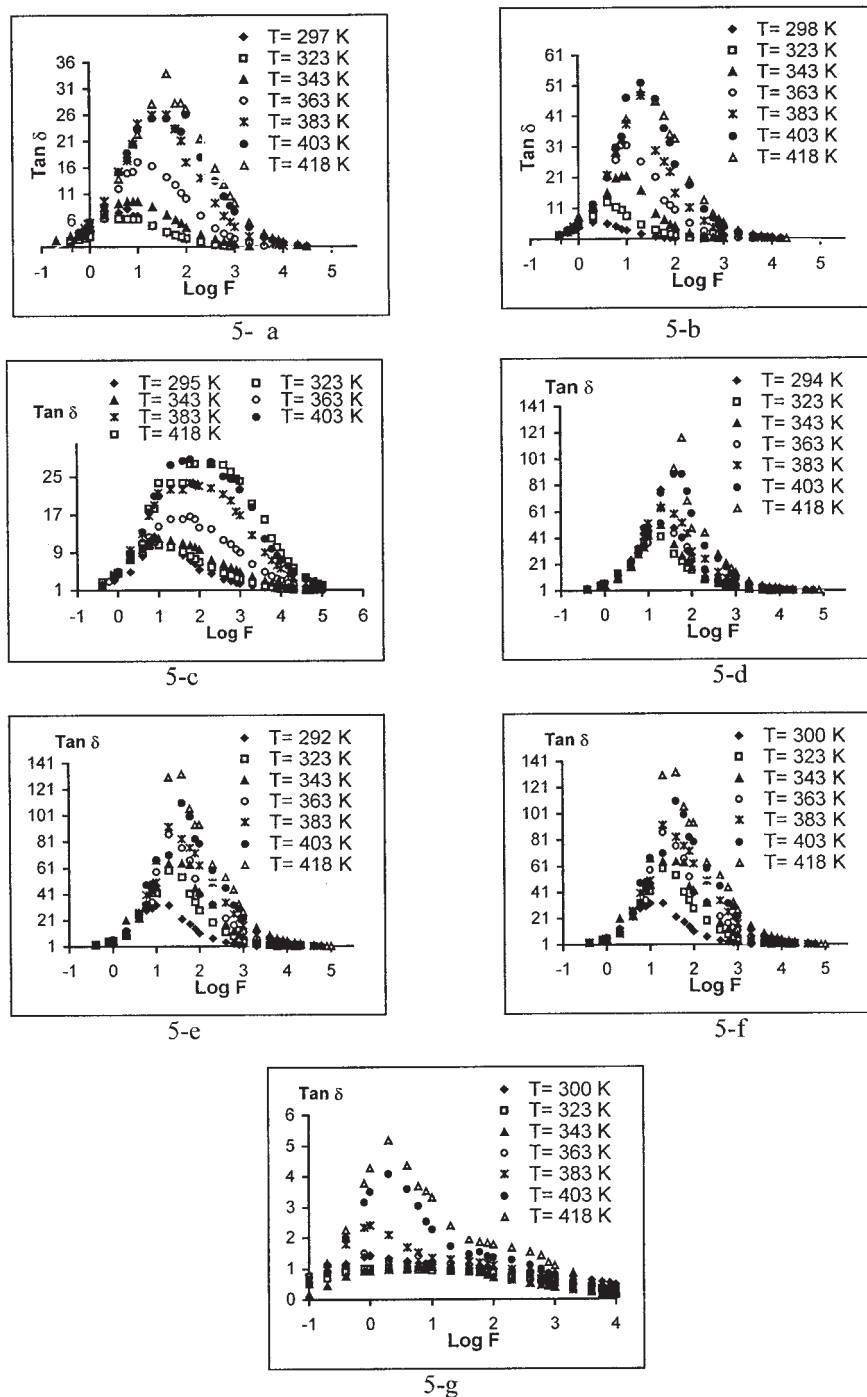 T= 297 K
T= 323 K
T= 343 K
T= 363 K
T= 383 K
T= 403 K
T= 418 K
36
31
26
21
16
11
6
Tan δ
0 1 2 3 4 5
Log F
5- a
T= 298 K
T= 323 K
T= 343 K
T= 363 K
T= 383 K
T= 403 K
T= 418 K
61
51
41
31
21
11
1
Tan δ
-1 0 1 2 3 4 5
Log F
5-b
T= 295 K
T= 323 K
T= 343 K
T= 363 K
T= 383 K
T= 403 K
T= 418 K
Tan δ
25
17
9
1
-1 0 1 2 3 4 5 6
Log F
5-c
Tan δ
T= 294 K
T= 323 K
T= 343 K
T= 363 K
T= 383 K
T= 403 K
T= 418 K
141
121
101
81
61
41
21
1
-1 0 1 2 3 4 5
Log F
5-d
Tan δ
T= 292 K
T= 323 K
T= 343 K
T= 363 K
T= 383 K
T= 403 K
T= 418 K
141
121
101
81
61
41
21
1
-1 0 1 2 3 4 5
Log F
5-e
Tan δ
T= 300 K
T= 323 K
T= 343 K
T= 363 K
T= 383 K
T= 403 K
T= 418 K
141
121
101
81
61
41
21
1
-1 0 1 2 3 4 5
Log F
5-f
Tan δ
T= 300 K
T= 323 K
T= 343 K
T= 363 K
T= 383 K
T= 403 K
T= 418 K
6
5
4
3
2
1
0
-1 0 1 2 3 4
Log F
5-g